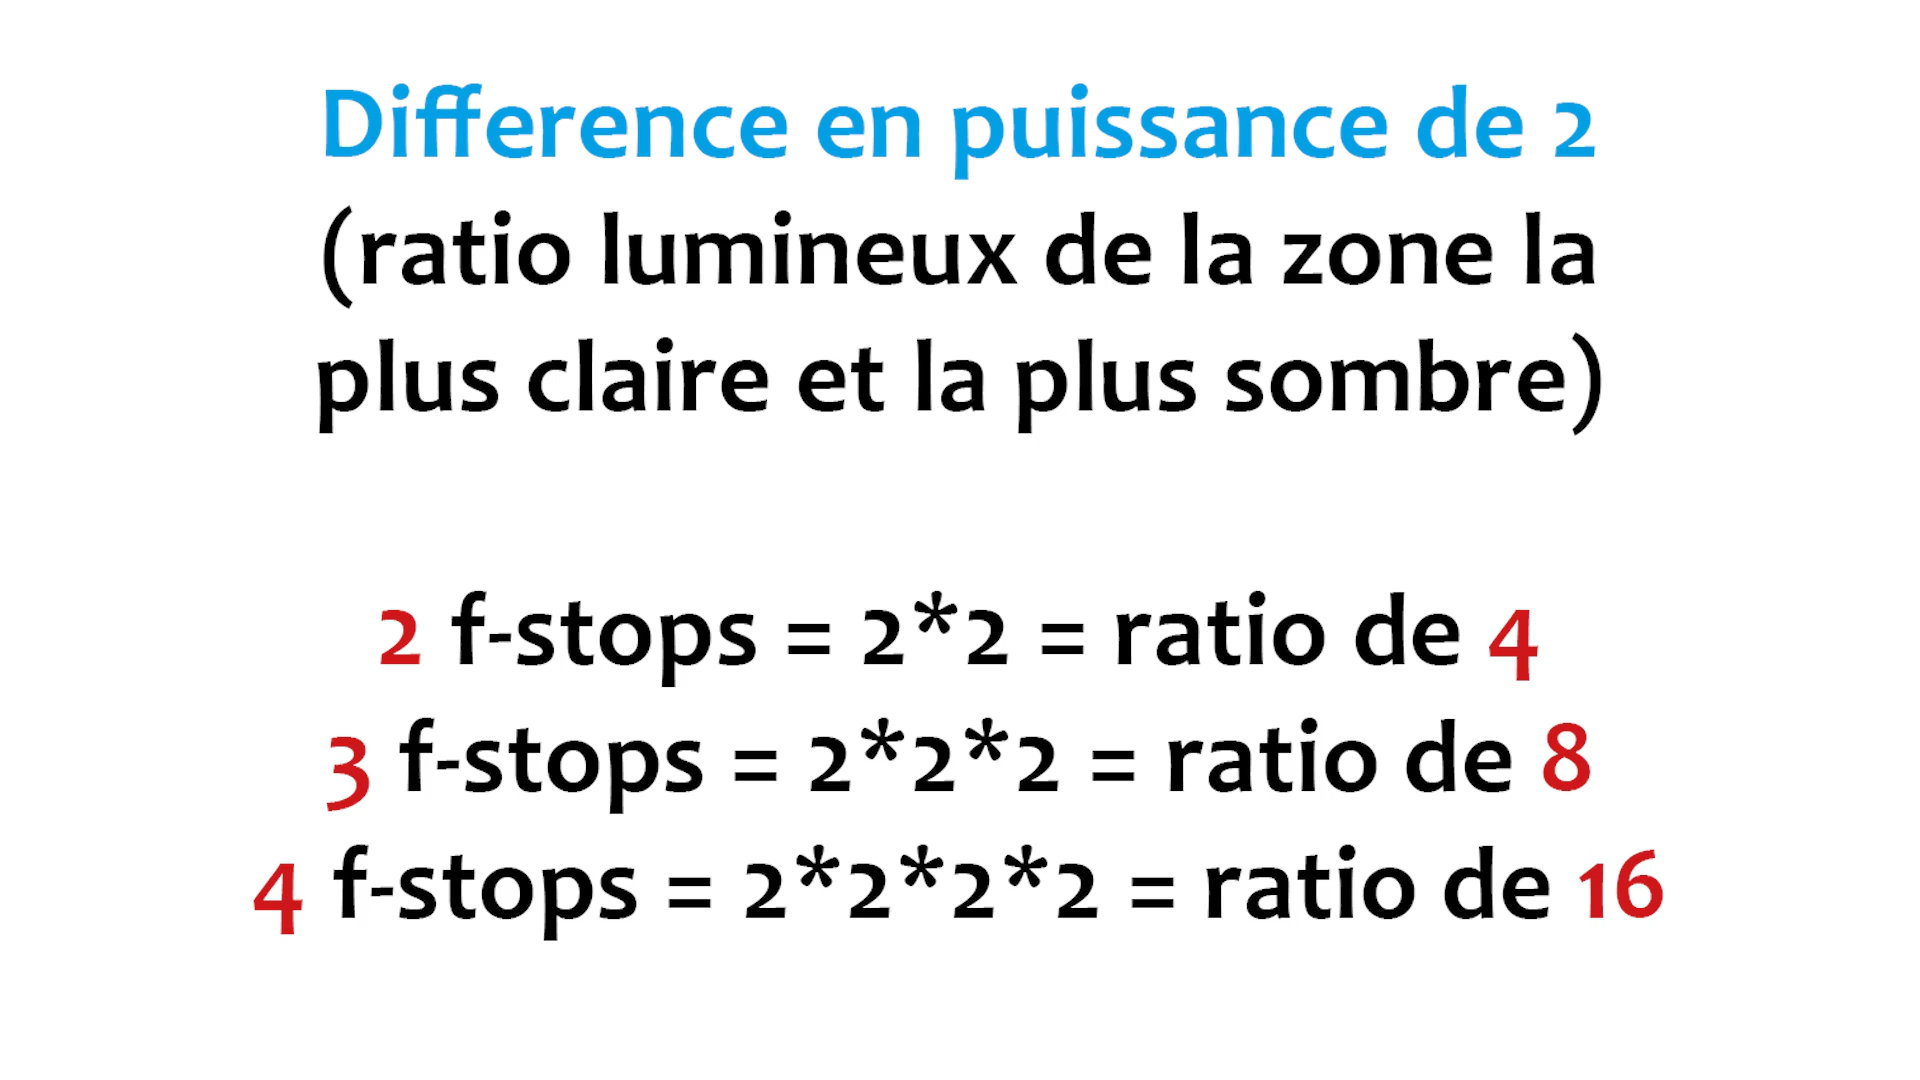 Difference en puissance de 2
(ratio lumineux de la zone la
plus claire et la plus sombre)
2 f-stops = 2*2 = ratio de 4
3 f-stops = 2*2*2 = ratio de 8
4 f-stops = 2*2*2*2 = ratio de 16